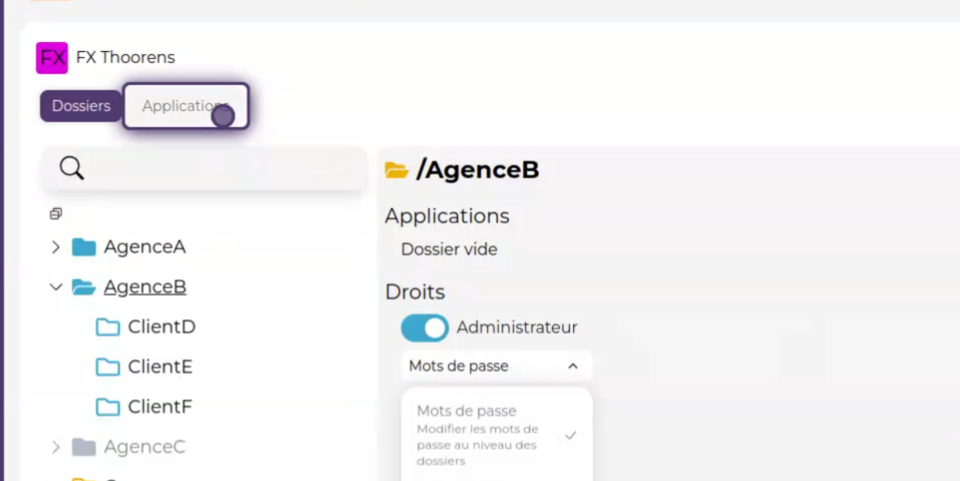 FX FX Thoorens
Dossiers Applications
/AgenceB
Applications
Dossier vide
Droits
Administrateur
Mots de passe
Mots de passe
Modifier les mots de
passe au niveau des
dossiers
AgenceA
AgenceB
ClientD
ClientE
ClientF
AgenceC